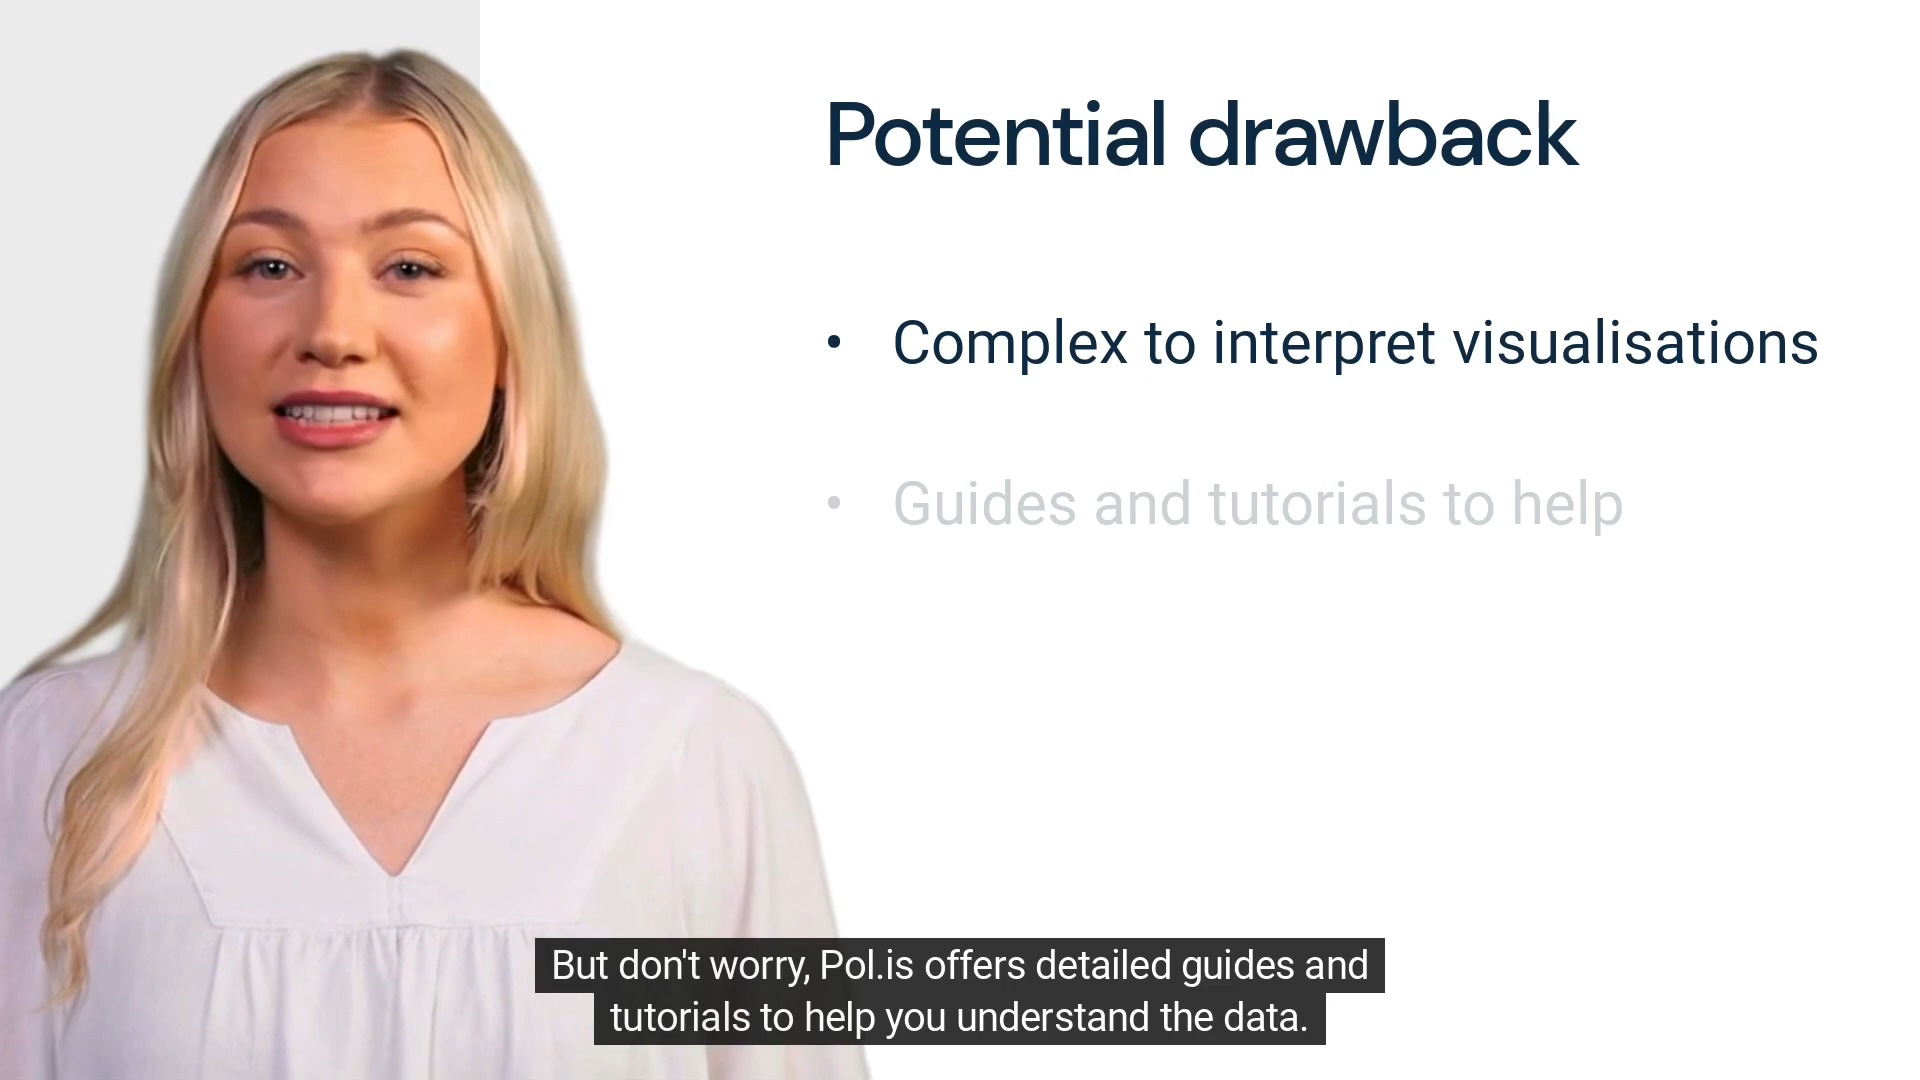 Potential drawback
• Complex to interpret visualisations
• Guides and tutorials to help
But don't worry, Pol.is offers detailed guides and
tutorials to help you understand the data.